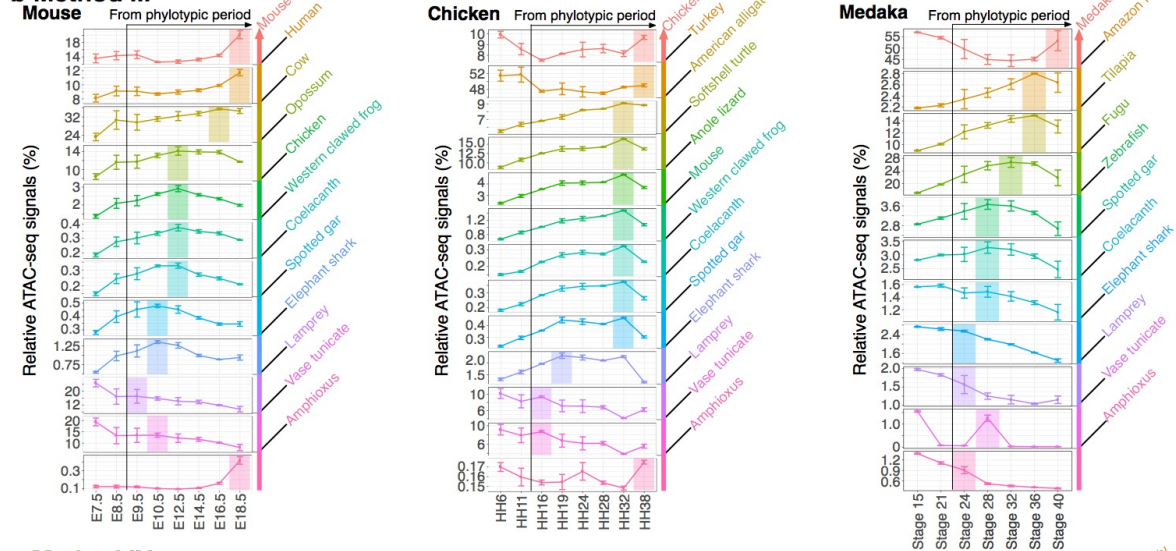 Mouse
From phylotypic period
Mouse
Human
Cow
Opossum
Chicken
Western clawed frog
Coelacanth
Spotted gar
Elephant shark
Lamprey
Vase tunicate
Amphioxus
Relative ATAC-seq signals (%)
18
14
12
10
8
32
24
14
10
3
2
0.4
0.3
0.2
0.3
0.2
0.5
0.4
0.3
1.25
0.75
20
12
20
15
10
0.3
0.1
E7.5 E8.5 E9.5 E10.5 E12.5 E14.5 E16.5 E18.5
Chicken
From phylotypic period
Chicken
Turkey
American alligat
Softshell turtle
Anole lizard
Mouse
Western clawed frog
Coelacanth
Spotted gar
Elephant shark
Lamprey
Vase tunicate
Amphioxus
Relative ATAC-seq signals (%)
10
9
8
52
48
9
7
15.0
12.5
10.0
4
3
1.2
0.8
0.3
0.2
0.3
0.2
0.4
0.3
2.0
1.5
10
6
10
6
0.17
0.16
0.15
HH6 HH11 HH16 HH19 HH24 HH28 HH32 HH38
Medaka
From phylotypic period
Medaka
Amazon
Tilapia
Fugu
Zebrafish
Spotted gar
Coelacanth
Elephant shark
Lamprey
Vase tunicate
Amphioxus
Relative ATAC-seq signals (%)
55
50
45
2.8
2.6
2.4
2.2
14
12
10
28
24
20
3.6
2.8
3.5
3.0
2.5
1.6
1.4
1.2
2.4
1.6
2.0
1.5
1.0
1.0
0
1.2
0.9
0.6
Stage 15 Stage 21 Stage 24 Stage 28 Stage 32 Stage 36 Stage 40